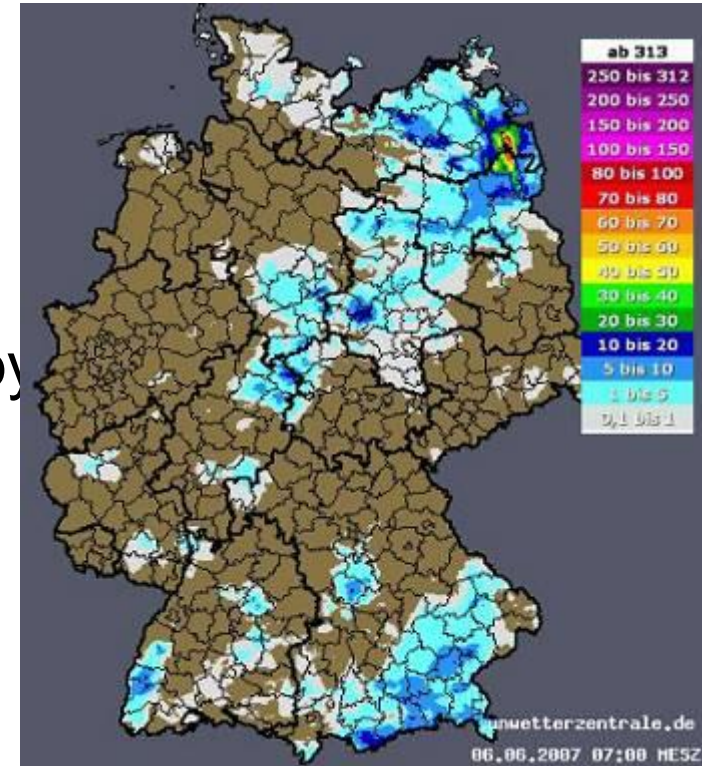 ab 313
250 bis 312
200 bis 250
150 bis 200
100 bis 150
80 bis 100
70 bis 80
60 bis 70
50 bis 60
40 bis 50
30 bis 40
20 bis 30
10 bis 20
5 bis 10
1 bis 5
0,1 bis 1
by
unwetterzentrale.de
06.06.2007 07:00 MESZ